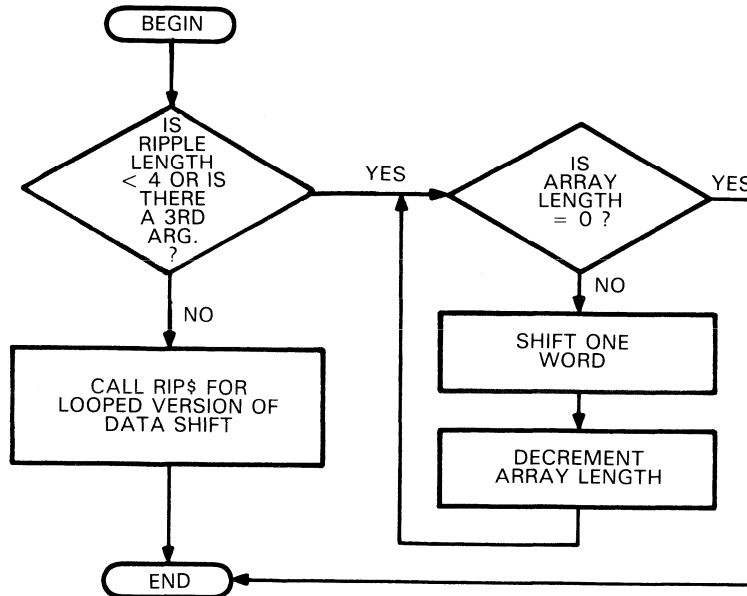 BEGIN
IS
RIPPLE
LENGTH
< 4 OR IS
THERE
A 3RD
ARG.
?
YES
IS
ARRAY
LENGTH
= 0 ?
YES
NO
CALL RIP$ FOR
LOOPED VERSION OF
DATA SHIFT
NO
SHIFT ONE
WORD
DECREMENT
ARRAY LENGTH
END